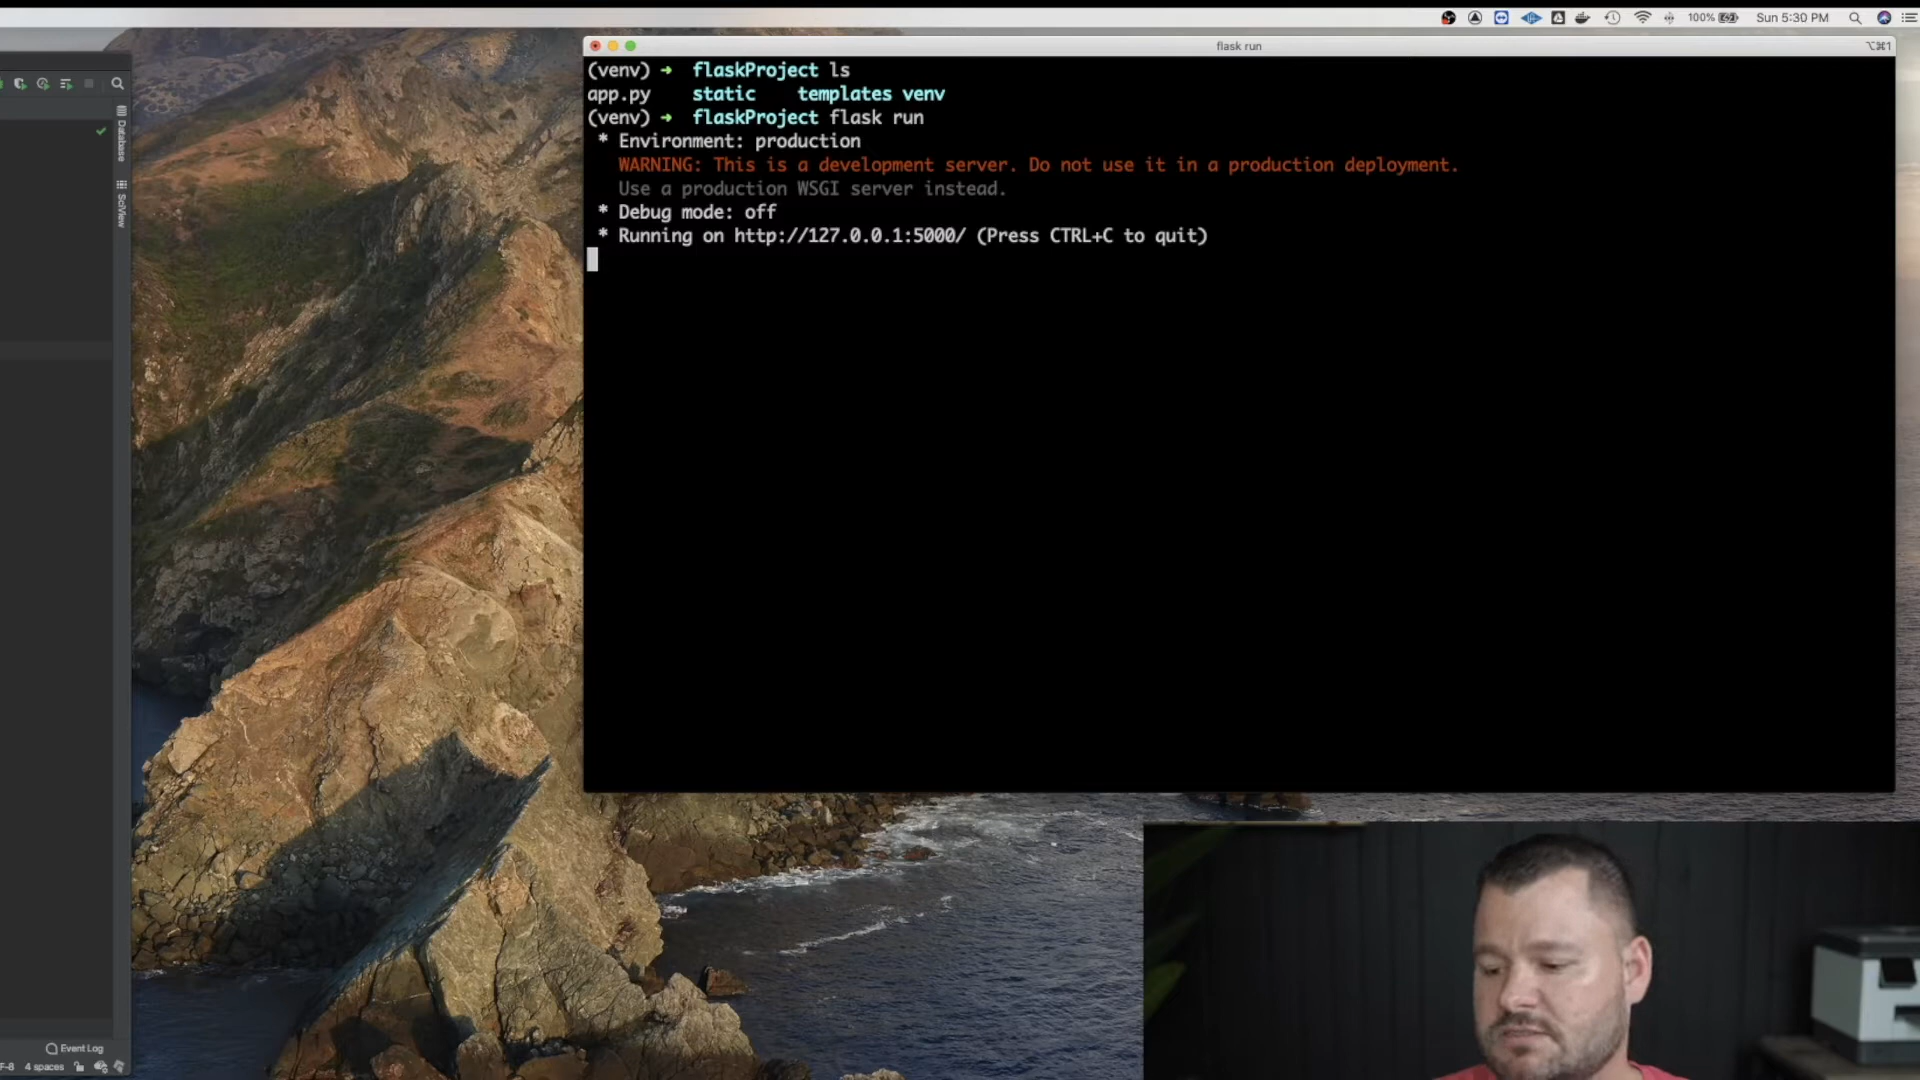 100%
Sun 5:30 PM
flask run
⌥⌘1
(venv) → flaskProject ls
app.py static templates venv
(venv) → flaskProject flask run
* Environment: production
WARNING: This is a development server. Do not use it in a production deployment.
Use a production WSGI server instead.
* Debug mode: off
* Running on http://127.0.0.1:5000/ (Press CTRL+C to quit)
Database
SciView
Event Log
F-8 4 spaces